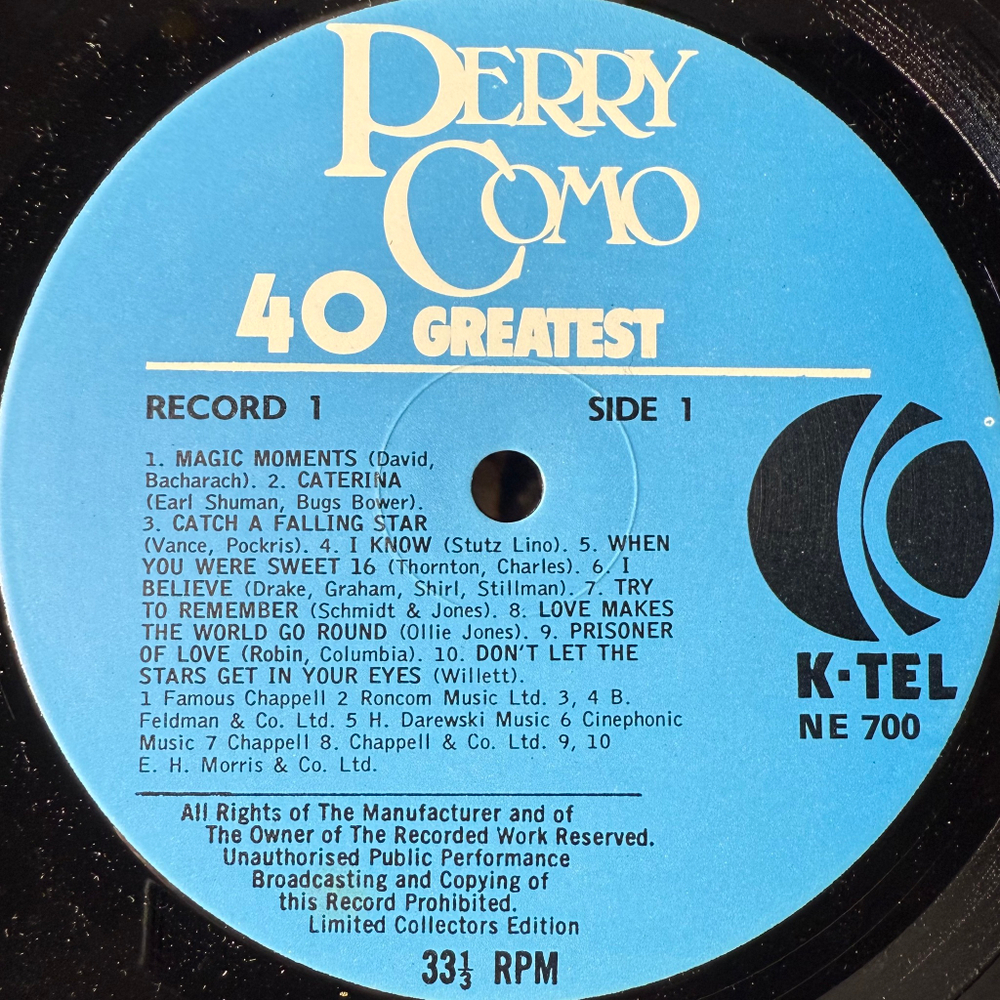 PERRY
COMO
40 GREATEST
RECORD 1 SIDE 1
1. MAGIC MOMENTS (David,
Bacharach). 2. CATERINA
(Earl Shuman, Bugs Bower).
3. CATCH A FALLING STAR
(Vance, Pockris). 4. I KNOW (Stutz Lino). 5. WHEN
YOU WERE SWEET 16 (Thornton, Charles). 6. I
BELIEVE (Drake, Graham, Shirl, Stillman). 7. TRY
TO REMEMBER (Schmidt & Jones). 8. LOVE MAKES
THE WORLD GO ROUND (Ollie Jones). 9. PRISONER
OF LOVE (Robin, Columbia). 10. DON'T LET THE
STARS GET IN YOUR EYES (Willett).
1 Famous Chappell 2 Roncom Music Ltd. 3, 4 B.
Feldman & Co. Ltd. 5 H. Darewski Music 6 Cinephonic
Music 7 Chappell 8. Chappell & Co. Ltd. 9, 10
E. H. Morris & Co. Ltd.
K-TEL
NE 700
All Rights of The Manufacturer and of
The Owner of The Recorded Work Reserved.
Unauthorised Public Performance
Broadcasting and Copying of
this Record Prohibited.
Limited Collectors Edition
33⅓ RPM